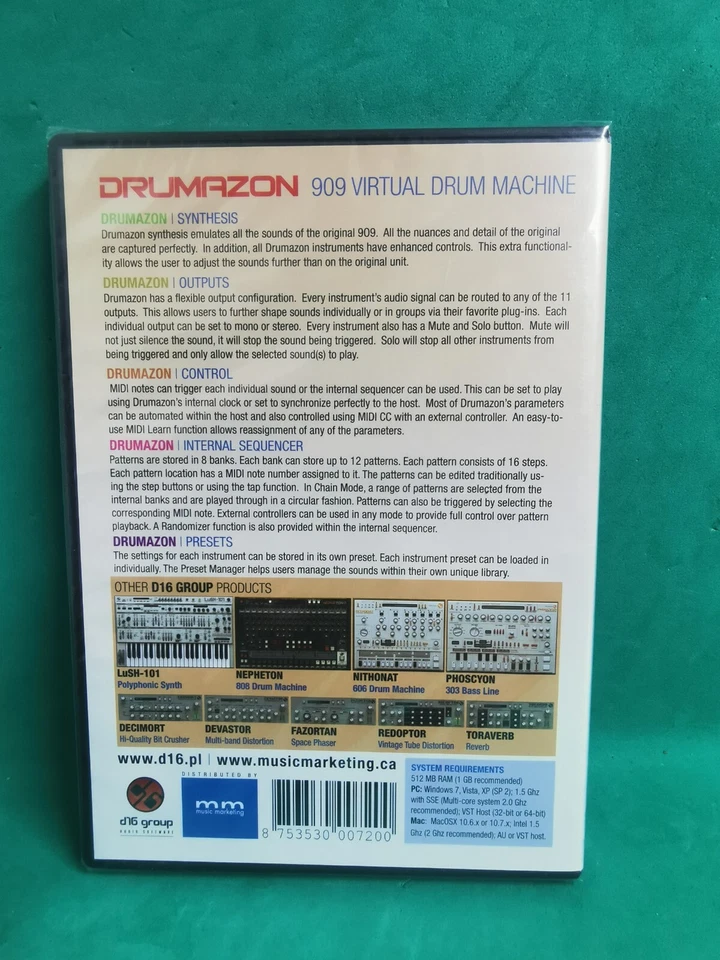 DRUMAZON 909 VIRTUAL DRUM MACHINE
DRUMAZON | SYNTHESIS
Drumazon synthesis emulates all the sounds of the original 909. All the nuances and detail of the original
are captured perfectly. In addition, all Drumazon instruments have enhanced controls. This extra functional-
ity allows the user to adjust the sounds further than on the original unit.
DRUMAZON | OUTPUTS
Drumazon has a flexible output configuration. Every instrument's audio signal can be routed to any of the 11
outputs. This allows users to further shape sounds individually or in groups via their favorite plug-ins. Each
individual output can be set to mono or stereo. Every instrument also has a Mute and Solo button. Mute will
not just silence the sound, it will stop the sound being triggered. Solo will stop all other instruments from
being triggered and only allow the selected sound(s) to play.
DRUMAZON | CONTROL
MIDI notes can trigger each individual sound or the internal sequencer can be used. This can be set to play
using Drumazon's internal clock or set to synchronize perfectly to the host. Most of Drumazon's parameters
can be automated within the host and also controlled using MIDI CC with an external controller. An easy-to-
use MIDI Learn function allows reassignment of any of the parameters.
DRUMAZON | INTERNAL SEQUENCER
Patterns are stored in 8 banks. Each bank can store up to 12 patterns. Each pattern consists of 16 steps.
Each pattern location has a MIDI note number assigned to it. The patterns can be edited traditionally us-
ing the step buttons or using the tap function. In Chain Mode, a range of patterns are selected from the
internal banks and are played through in a circular fashion. Patterns can also be triggered by selecting the
corresponding MIDI note. External controllers can be used in any mode to provide full control over pattern
playback. A Randomizer function is also provided within the internal sequencer.
DRUMAZON | PRESETS
The settings for each instrument can be stored in its own preset. Each instrument preset can be loaded in
individually. The Preset Manager helps users manage the sounds within their own unique library.
OTHER D16 GROUP PRODUCTS
LuSH-101
Polyphonic Synth
NEPHETON
808 Drum Machine
NITHONAT
606 Drum Machine
PHOSCYON
303 Bass Line
DECIMORT
Hi-Quality Bit Crusher
DEVASTOR
Multi-band Distortion
FAZORTAN
Space Phaser
REDOPTOR
Vintage Tube Distortion
TORAVERB
Reverb
www.d16.pl | www.musicmarketing.ca
d16 group
AUDIO SOFTWARE
DISTRIBUTED BY
mm
music marketing
8 753530 007200
SYSTEM REQUIREMENTS
512 MB RAM (1 GB recommended)
PC: Windows 7, Vista, XP (SP 2); 1.5 Ghz
with SSE (Multi-core system 2.0 Ghz
recommended); VST Host (32-bit or 64-bit)
Mac: MacOSX 10.6.x or 10.7.x; Intel 1.5
Ghz (2 Ghz recommended); AU or VST host.